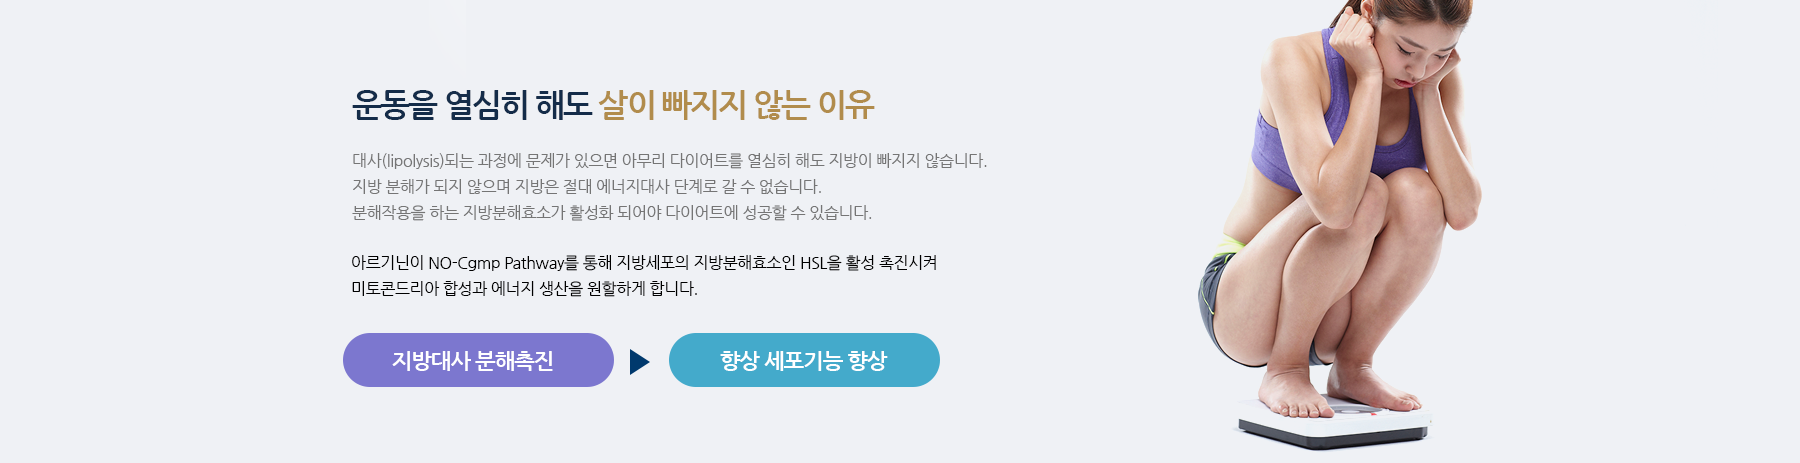 운동을 열심히 해도 살이 빠지지 않는 이유
대사(lipolysis)되는 과정에 문제가 있으면 아무리 다이어트를 열심히 해도 지방이 빠지지 않습니다.
지방 분해가 되지 않으며 지방은 절대 에너지대사 단계로 갈 수 없습니다.
분해작용을 하는 지방분해효소가 활성화 되어야 다이어트에 성공할 수 있습니다.
아르기닌이 NO-Cgmp Pathway를 통해 지방세포의 지방분해효소인 HSL을 활성 촉진시켜
미토콘드리아 합성과 에너지 생산을 원할하게 합니다.
지방대사 분해촉진
향상 세포기능 향상